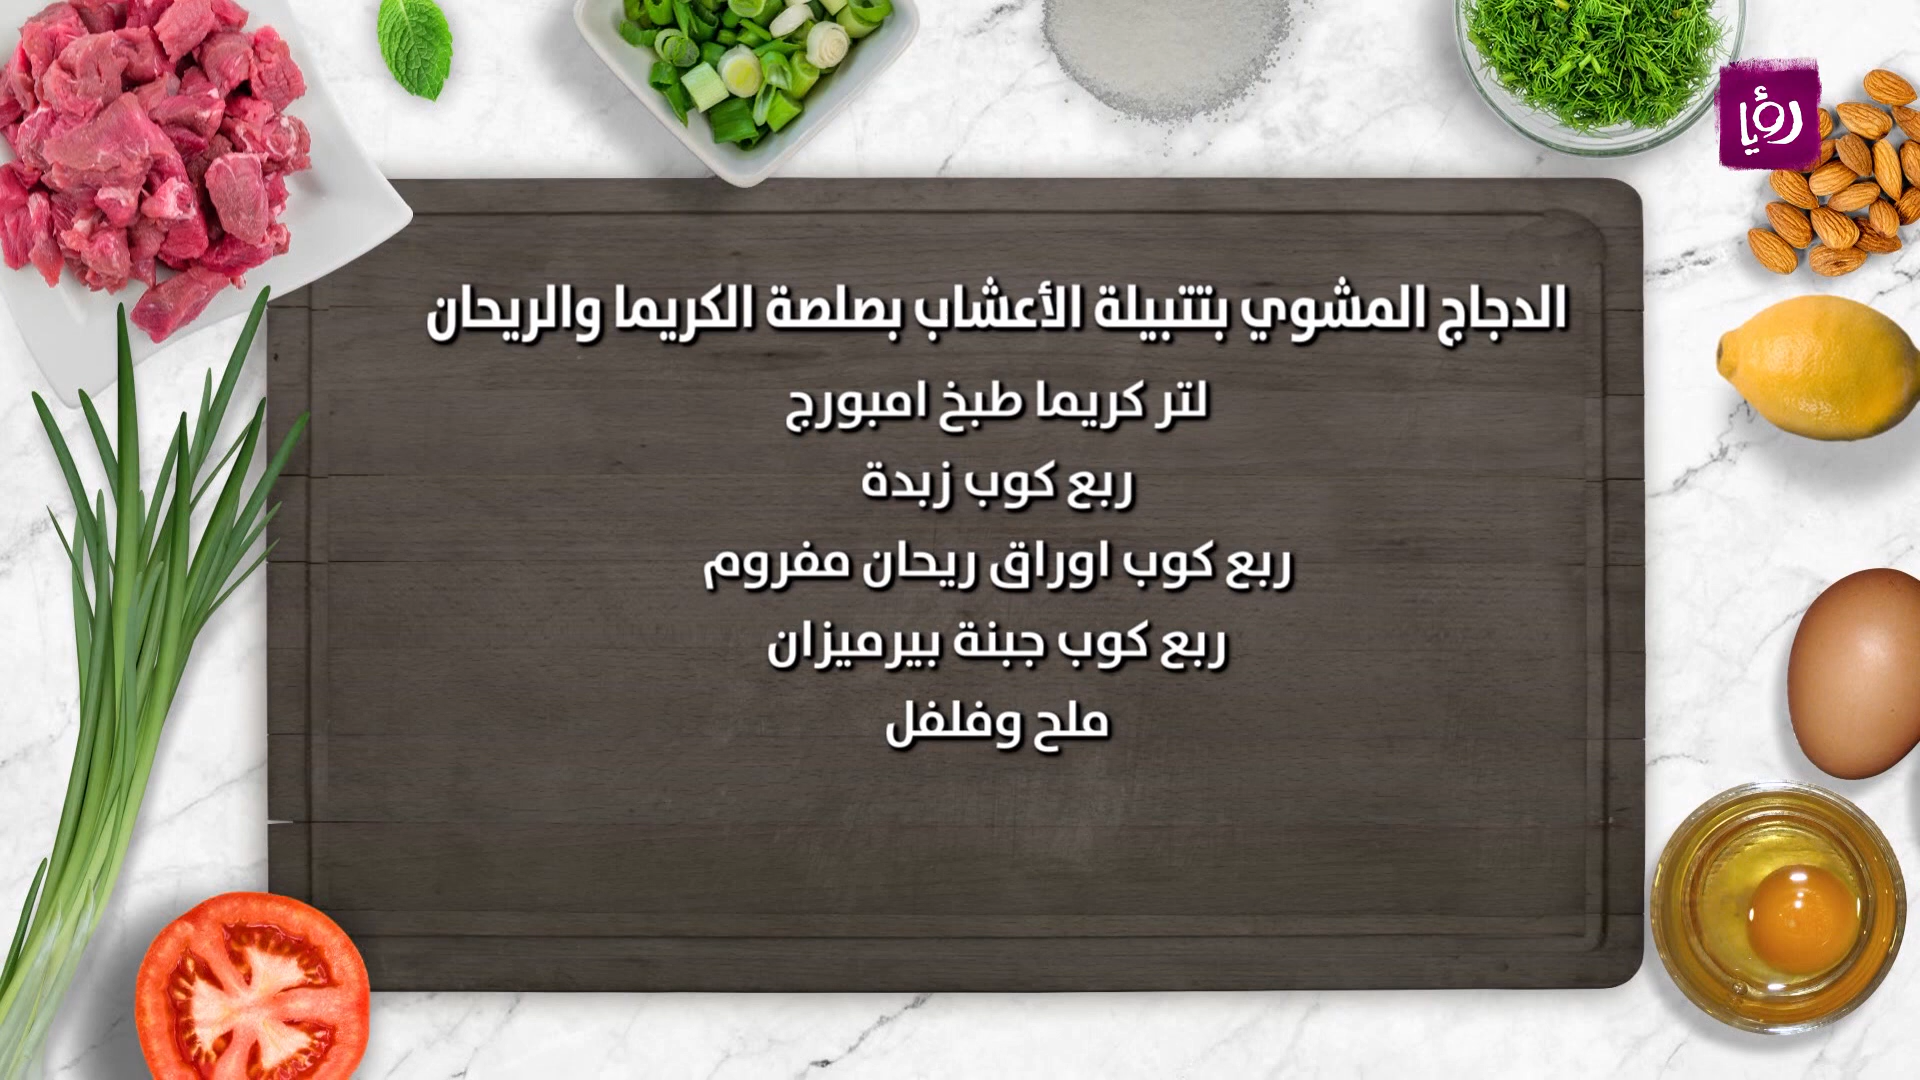 رؤيا
الدجاج المشوي بتتبيلة الأعشاب بصلصة الكريما والريحان
لتر كريما طبخ امبورج
ربع كوب زبدة
ربع كوب اوراق ريحان مفروم
ربع كوب جبنة بيرميزان
ملح وفلفل